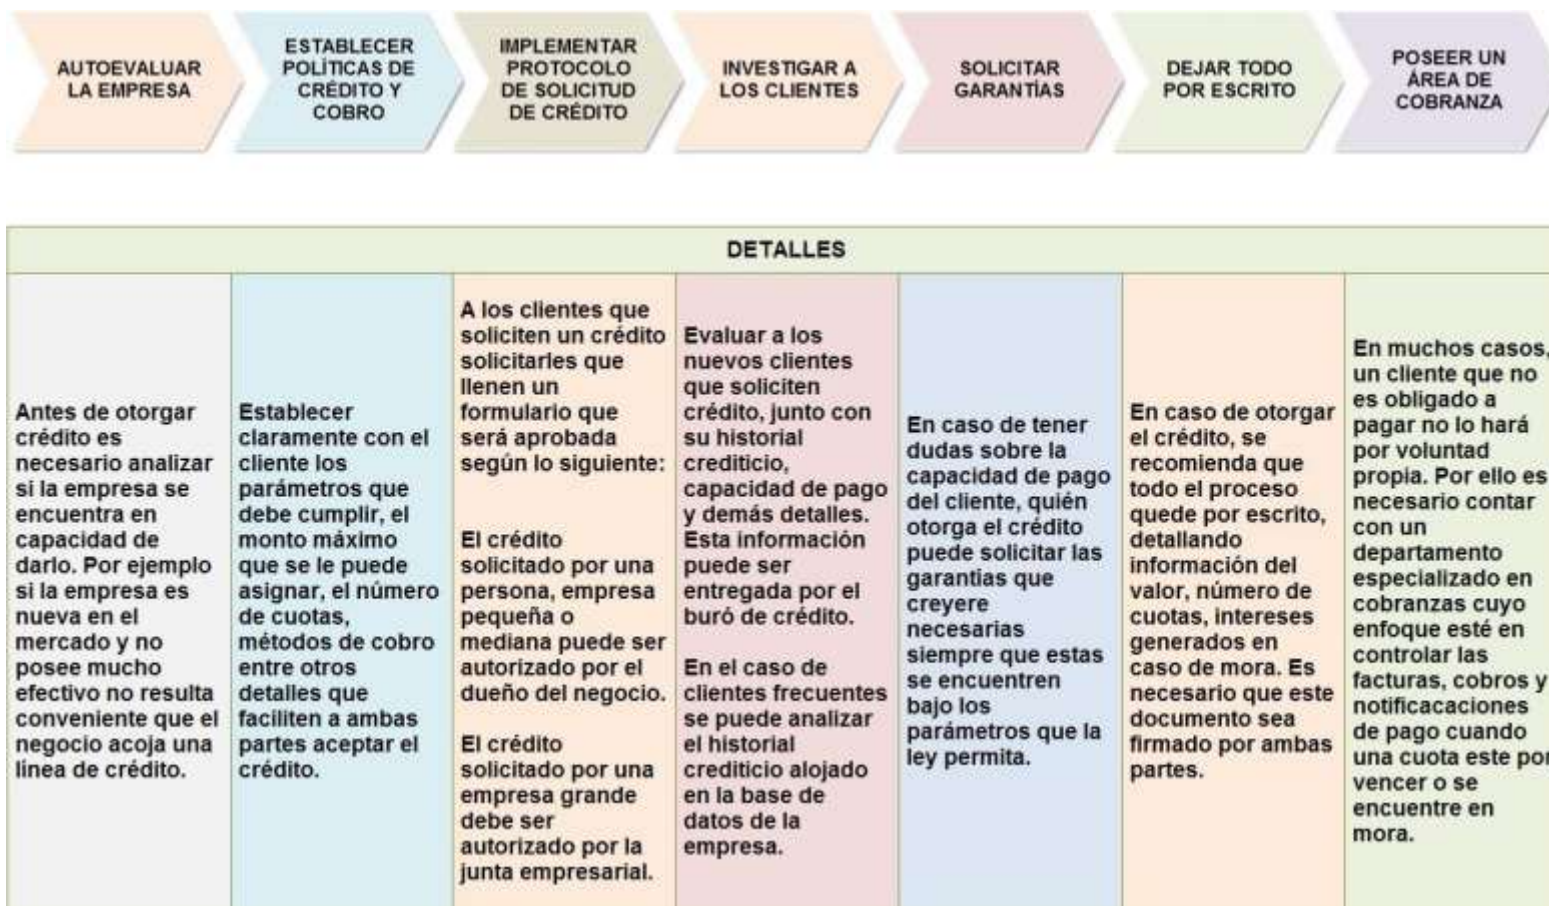 AUTOEVALUAR
LA EMPRESA
ESTABLECER
POLÍTICAS DE
CRÉDITO Y
COBRO
IMPLEMENTAR
PROTOCOLO
DE SOLICITUD
DE CRÉDITO
INVESTIGAR A
LOS CLIENTES
SOLICITAR
GARANTÍAS
DEJAR TODO
POR ESCRITO
POSEER UN
ÁREA DE
COBRANZA
DETALLES
Antes de otorgar
crédito es
necesario analizar
si la empresa se
encuentra en
capacidad de
darlo. Por ejemplo
si la empresa es
nueva en el
mercado y no
posee mucho
efectivo no resulta
conveniente que el
negocio acoja una
línea de crédito.
Establecer
claramente con el
cliente los
parámetros que
debe cumplir, el
monto máximo
que se le puede
asignar, el número
de cuotas,
métodos de cobro
entre otros
detalles que
faciliten a ambas
partes aceptar el
crédito.
A los clientes que
soliciten un crédito
solicitarles que
llenen un
formulario que
será aprobada
según lo siguiente:
El crédito
solicitado por una
persona, empresa
pequeña o
mediana puede ser
autorizado por el
dueño del negocio.
El crédito
solicitado por una
empresa grande
debe ser
autorizado por la
junta empresarial.
Evaluar a los
nuevos clientes
que soliciten
crédito, junto con
su historial
crediticio,
capacidad de pago
y demás detalles.
Esta información
puede ser
entregada por el
buró de crédito.
En el caso de
clientes frecuentes
se puede analizar
el historial
crediticio alojado
en la base de
datos de la
empresa.
En caso de tener
dudas sobre la
capacidad de pago
del cliente, quién
otorga el crédito
puede solicitar las
garantias que
creyere
necesarias
siempre que estas
se encuentren
bajo los
parámetros que la
ley permita.
En caso de otorgar
el crédito, se
recomienda que
todo el proceso
quede por escrito,
detallando
información del
valor, número de
cuotas, intereses
generados en
caso de mora. Es
necesario que este
documento sea
firmado por ambas
partes.
En muchos casos,
un cliente que no
es obligado a
pagar no lo hará
por voluntad
propia. Por ello es
necesario contar
con un
departamento
especializado en
cobranzas cuyo
enfoque esté en
controlar las
facturas, cobros y
notificacaciones
de pago cuando
una cuota este por
vencer o se
encuentre en
mora.